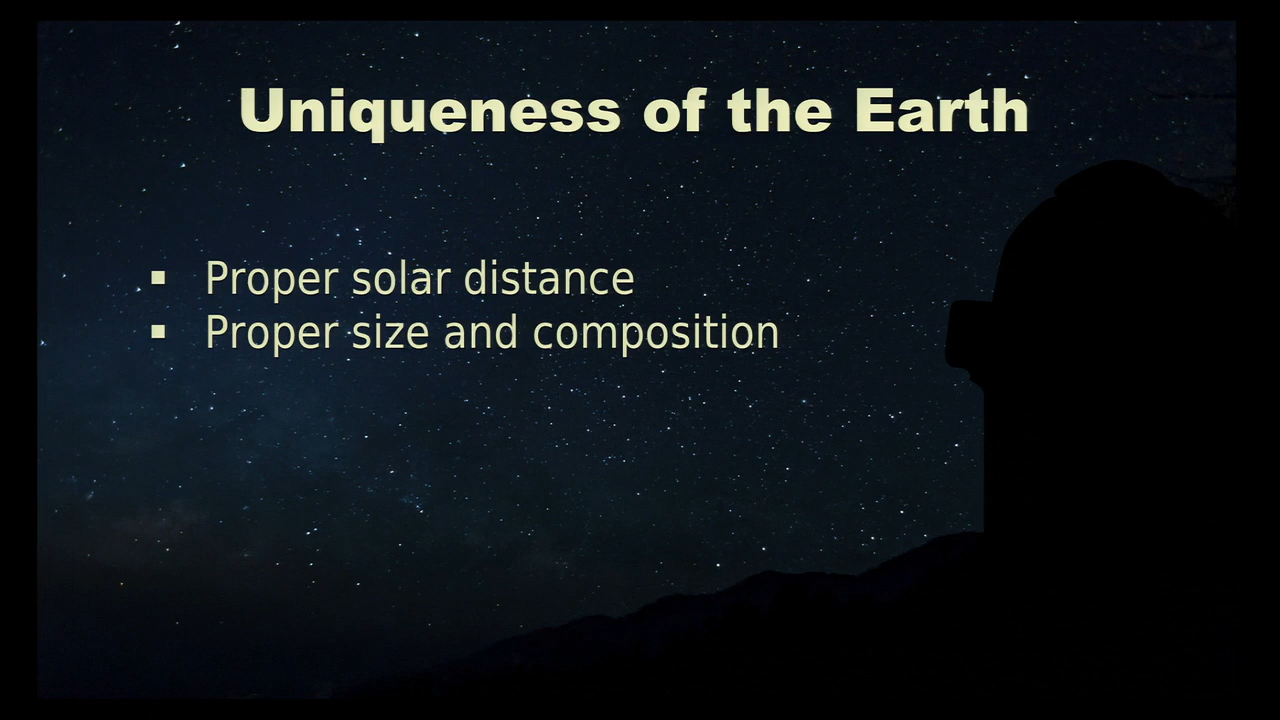 Uniqueness of the Earth
▪ Proper solar distance
▪ Proper size and composition